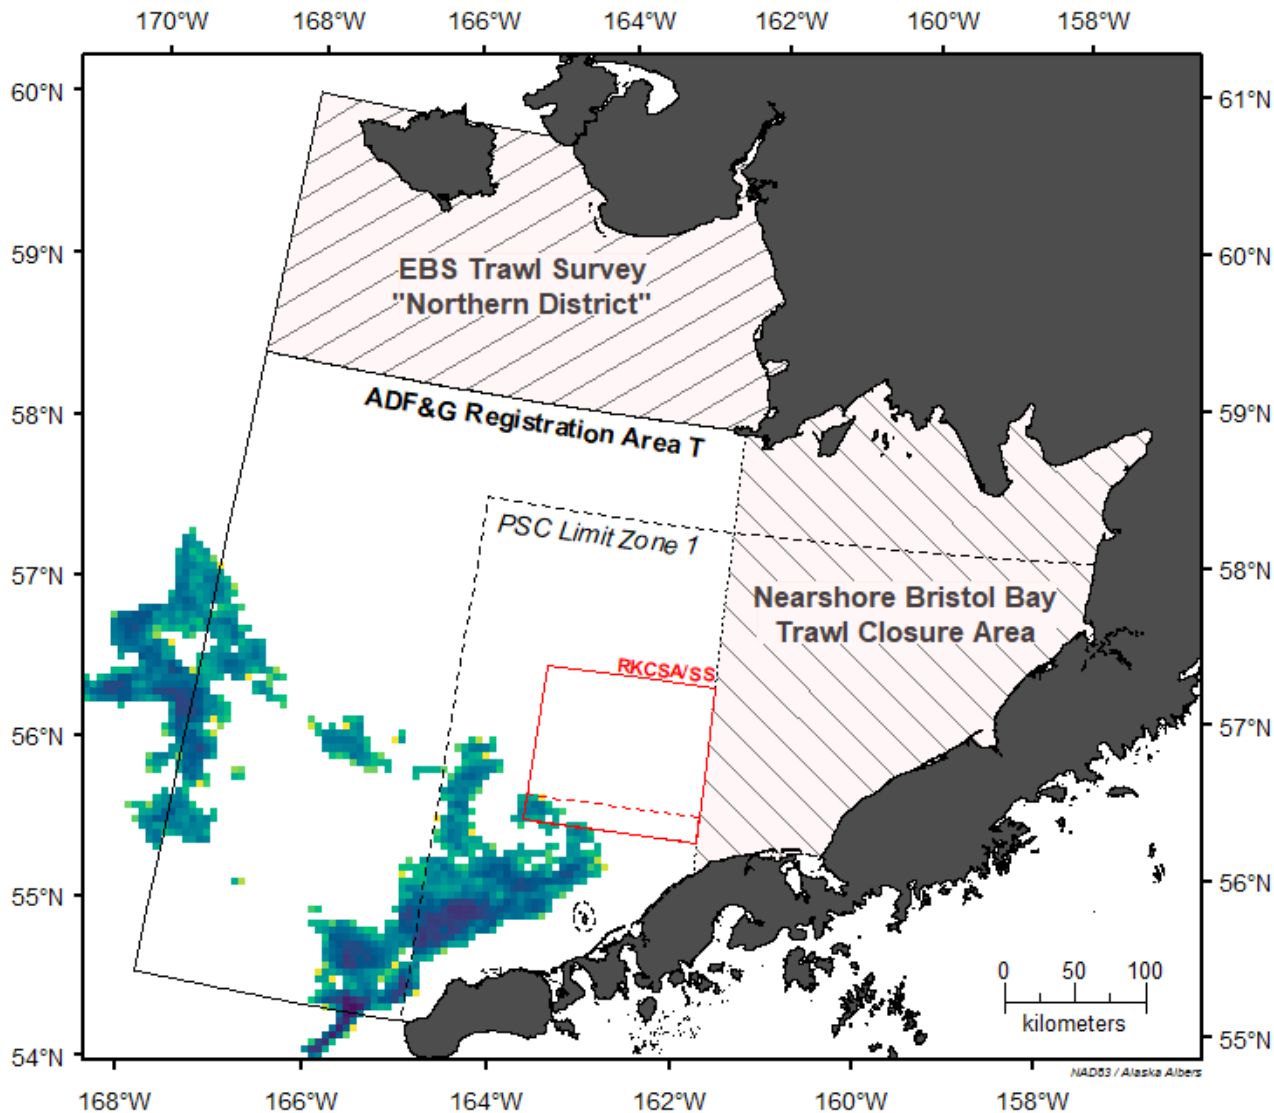 170°W 168°W 166°W 164°W 162°W 160°W 158°W
60°N
61°N
EBS Trawl Survey
"Northern District"
59°N
60°N
58°N
59°N
ADF&G Registration Area T
PSC Limit Zone 1
57°N
58°N
Nearshore Bristol Bay
Trawl Closure Area
RKCSA/SS
56°N
57°N
55°N
56°N
0 50 100
kilometers
54°N
55°N
NAD83 / Alaska Albers
168°W 166°W 164°W 162°W 160°W 158°W